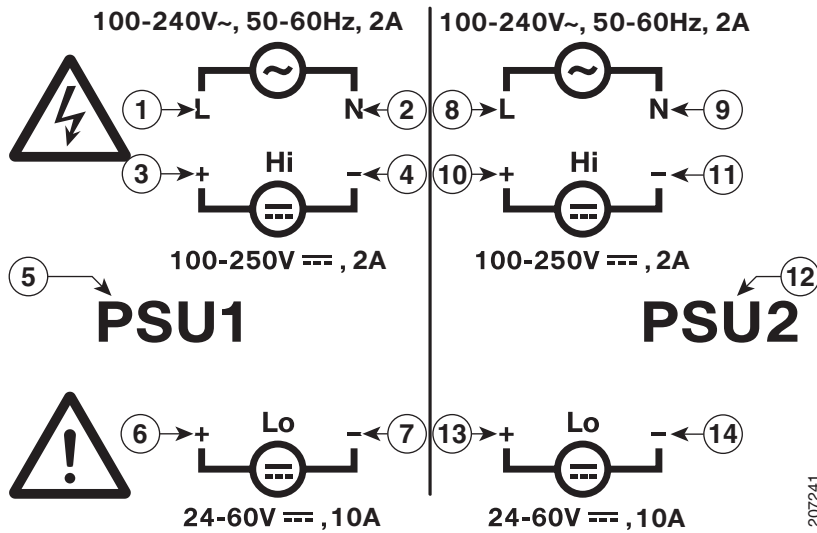 100-240V~, 50-60Hz, 2A 100-240V~, 50-60Hz, 2A
1 L N 2 8 L N 9
3 + Hi - 4 10 + Hi - 11
100-250V ⎓ , 2A 100-250V ⎓ , 2A
5 12
PSU1 PSU2
6 + Lo - 7 13 + Lo - 14
24-60V ⎓ , 10A 24-60V ⎓ , 10A
207241